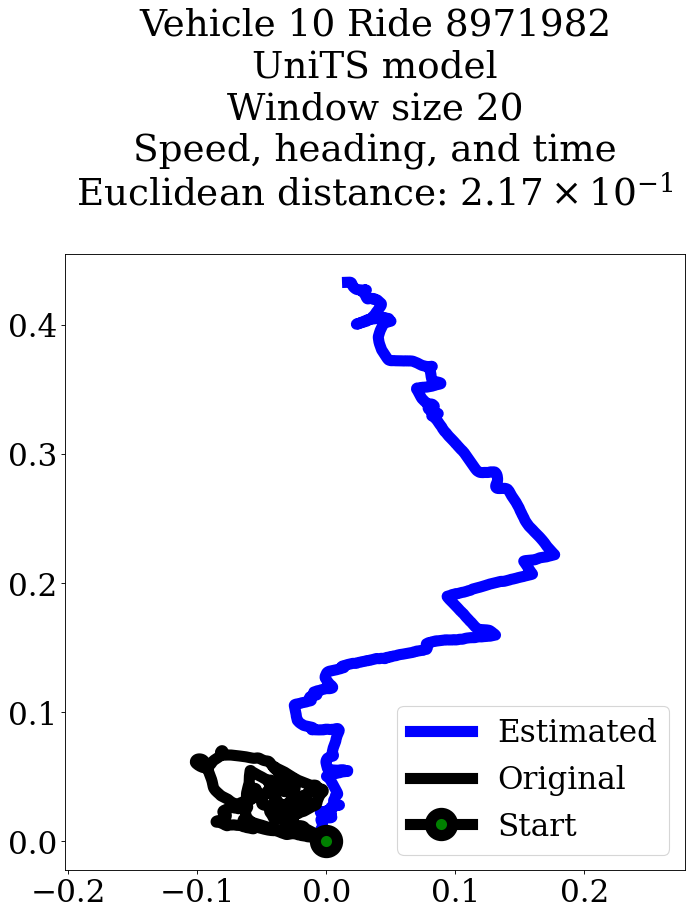 Vehicle 10 Ride 8971982
UniTS model
Window size 20
Speed, heading, and time
Euclidean distance: 2.17 × 10⁻¹
0.4
0.3
0.2
0.1
0.0
−0.2
−0.1
0.0
0.1
0.2
Estimated
Original
Start